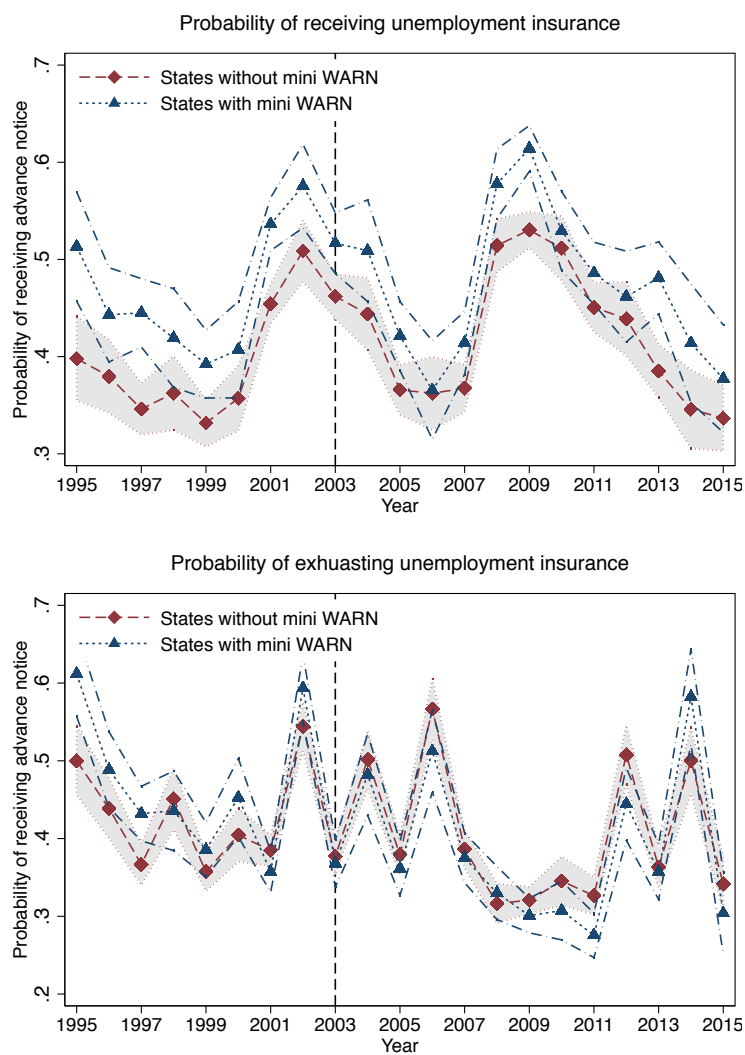 Probability of receiving unemployment insurance
Probability of receiving advance notice
.7
.6
.5
.4
.3
States without mini WARN
States with mini WARN
1995 1997 1999 2001 2003 2005 2007 2009 2011 2013 2015
Year
Probability of exhuasting unemployment insurance
Probability of receiving advance notice
.7
.6
.5
.4
.3
.2
States without mini WARN
States with mini WARN
1995 1997 1999 2001 2003 2005 2007 2009 2011 2013 2015
Year